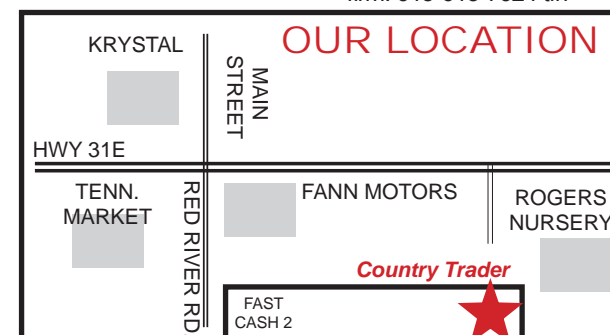 OUR LOCATION
KRYSTAL
MAIN
STREET
HWY 31E
TENN.
MARKET
RED RIVER RD
FANN MOTORS
ROGERS
NURSERY
Country Trader
FAST
CASH 2